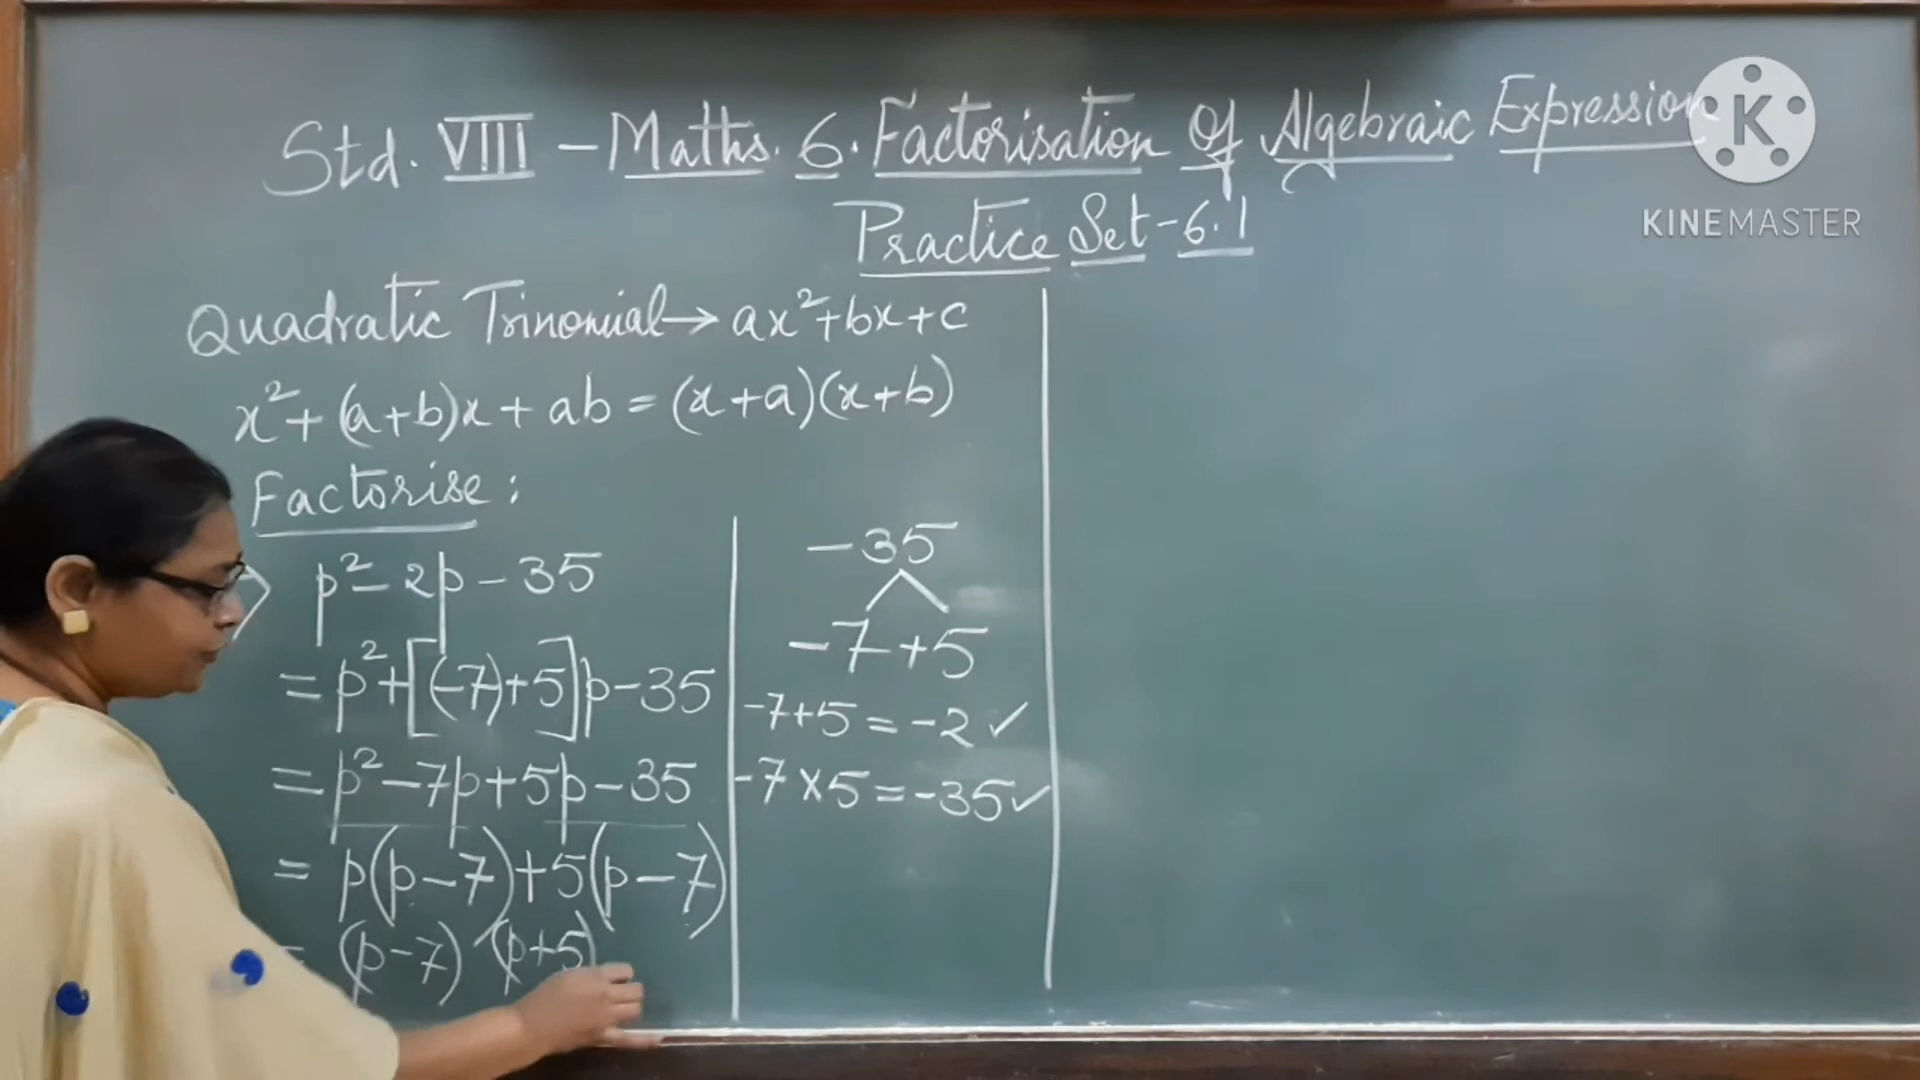 Std. VIII - Maths. 6. Factorisation Of Algebraic Expression
Practice Set - 6.1
Quadratic Trinomial → ax²+bx+c
x²+(a+b)x+ab=(x+a)(x+b)
Factorise:
p²-2p-35
=p²+[(-7)+5]p-35
=p²-7p+5p-35
=p(p-7)+5(p-7)
=(p-7)(p+5)
-35
-7 +5
-7+5=-2✓
-7×5=-35✓
K
KINEMASTER